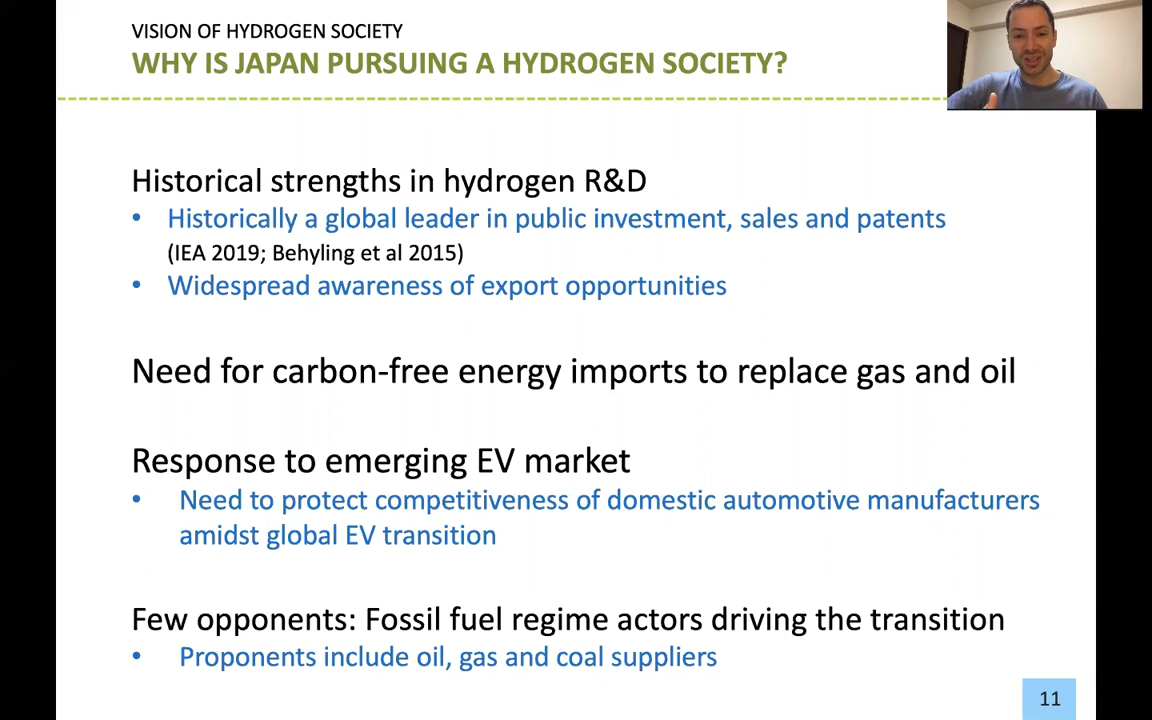 VISION OF HYDROGEN SOCIETY
WHY IS JAPAN PURSUING A HYDROGEN SOCIETY?
Historical strengths in hydrogen R&D
• Historically a global leader in public investment, sales and patents
(IEA 2019; Behyling et al 2015)
• Widespread awareness of export opportunities
Need for carbon-free energy imports to replace gas and oil
Response to emerging EV market
• Need to protect competitiveness of domestic automotive manufacturers
amidst global EV transition
Few opponents: Fossil fuel regime actors driving the transition
• Proponents include oil, gas and coal suppliers
11